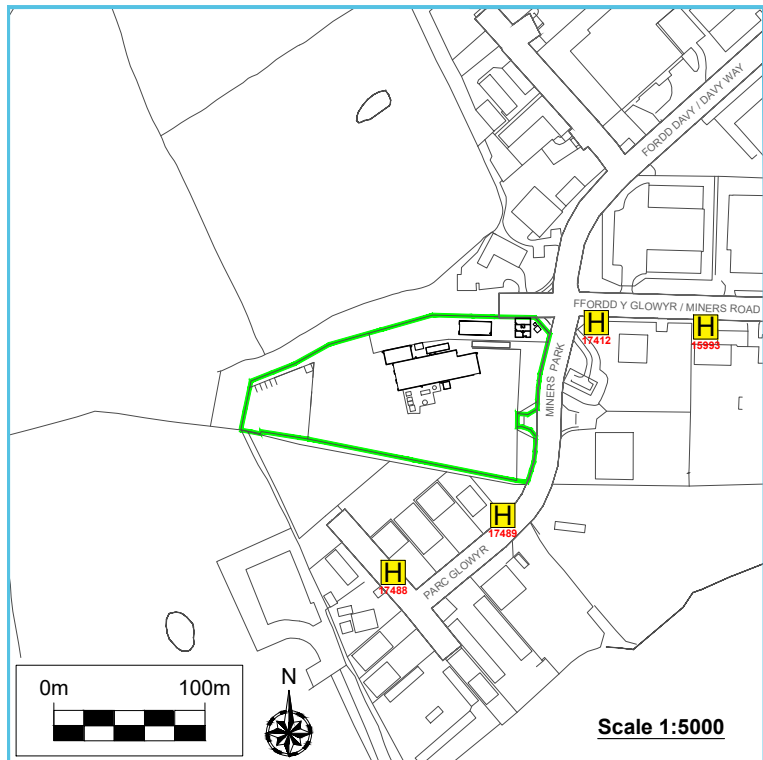 FORDD DAVY / DAVY WAY
FFORDD Y GLOWYR / MINERS ROAD
H
17412
H
15993
MINERS PARK
H
17489
PARC GLOWYR
H
17488
0m 100m
N
Scale 1:5000